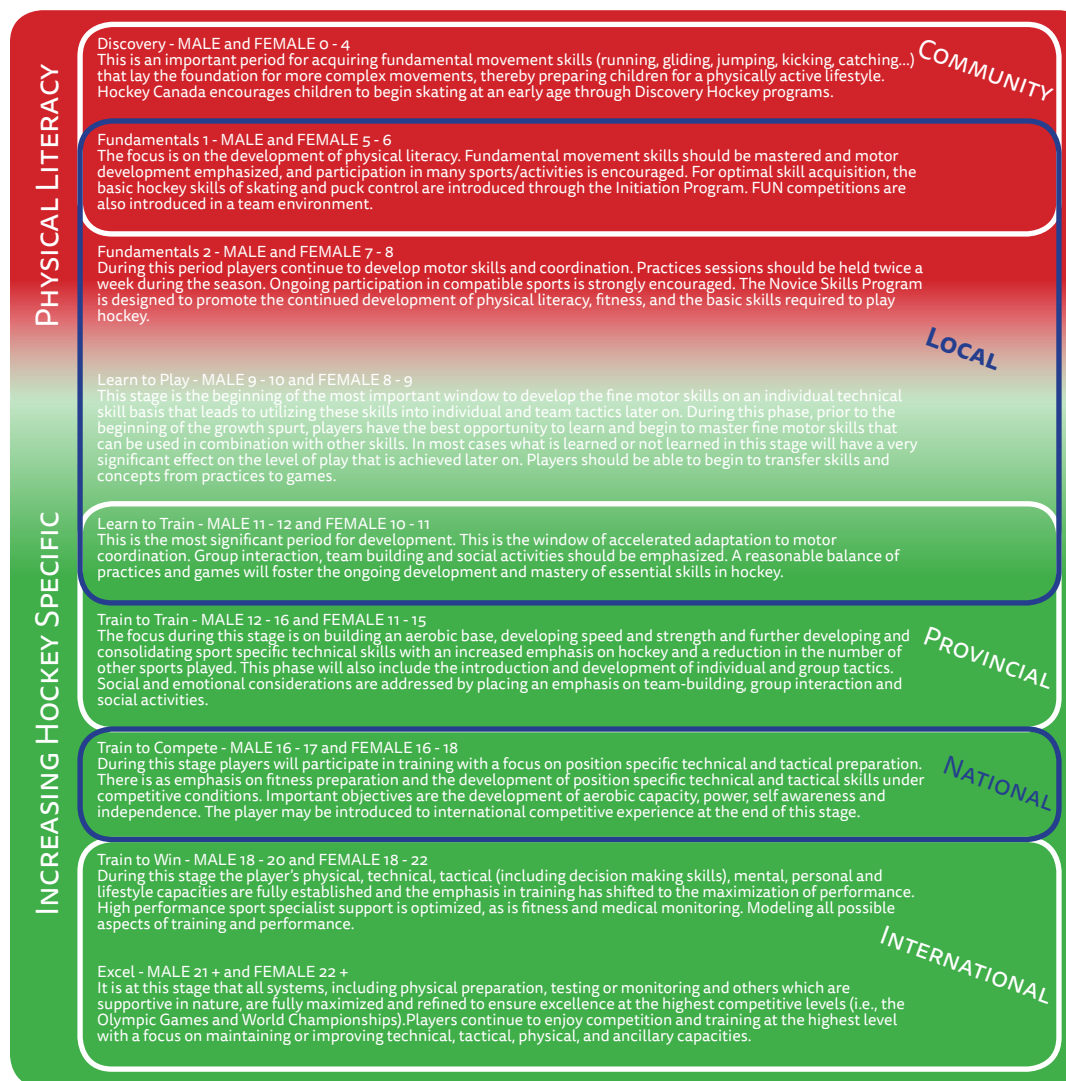 PHYSICAL LITERACY
INCREASING HOCKEY SPECIFIC
Discovery - MALE and FEMALE 0 - 4
This is an important period for acquiring fundamental movement skills (running, gliding, jumping, kicking, catching...)
that lay the foundation for more complex movements, thereby preparing children for a physically active lifestyle.
Hockey Canada encourages children to begin skating at an early age through Discovery Hockey programs.
COMMUNITY
Fundamentals 1 - MALE and FEMALE 5 - 6
The focus is on the development of physical literacy. Fundamental movement skills should be mastered and motor
development emphasized, and participation in many sports/activities is encouraged. For optimal skill acquisition, the
basic hockey skills of skating and puck control are introduced through the Initiation Program. FUN competitions are
also introduced in a team environment.
Fundamentals 2 - MALE and FEMALE 7 - 8
During this period players continue to develop motor skills and coordination. Practices sessions should be held twice a
week during the season. Ongoing participation in compatible sports is strongly encouraged. The Novice Skills Program
is designed to promote the continued development of physical literacy, fitness, and the basic skills required to play
hockey.
LOCAL
Learn to Play - MALE 9 - 10 and FEMALE 8 - 9
This stage is the beginning of the most important window to develop the fine motor skills on an individual technical
skill basis that leads to utilizing these skills into individual and team tactics later on. During this phase, prior to the
beginning of the growth spurt, players have the best opportunity to learn and begin to master fine motor skills that
can be used in combination with other skills. In most cases what is learned or not learned in this stage will have a very
significant effect on the level of play that is achieved later on. Players should be able to begin to transfer skills and
concepts from practices to games.
Learn to Train - MALE 11 - 12 and FEMALE 10 - 11
This is the most significant period for development. This is the window of accelerated adaptation to motor
coordination. Group interaction, team building and social activities should be emphasized. A reasonable balance of
practices and games will foster the ongoing development and mastery of essential skills in hockey.
Train to Train - MALE 12 - 16 and FEMALE 11 - 15
The focus during this stage is on building an aerobic base, developing speed and strength and further developing and
consolidating sport specific technical skills with an increased emphasis on hockey and a reduction in the number of
other sports played. This phase will also include the introduction and development of individual and group tactics.
Social and emotional considerations are addressed by placing an emphasis on team-building, group interaction and
social activities.
PROVINCIAL
Train to Compete - MALE 16 - 17 and FEMALE 16 - 18
During this stage players will participate in training with a focus on position specific technical and tactical preparation.
There is as emphasis on fitness preparation and the development of position specific technical and tactical skills under
competitive conditions. Important objectives are the development of aerobic capacity, power, self awareness and
independence. The player may be introduced to international competitive experience at the end of this stage.
NATIONAL
Train to Win - MALE 18 - 20 and FEMALE 18 - 22
During this stage the player's physical, technical, tactical (including decision making skills), mental, personal and
lifestyle capacities are fully established and the emphasis in training has shifted to the maximization of performance.
High performance sport specialist support is optimized, as is fitness and medical monitoring. Modeling all possible
aspects of training and performance.
INTERNATIONAL
Excel - MALE 21 + and FEMALE 22 +
It is at this stage that all systems, including physical preparation, testing or monitoring and others which are
supportive in nature, are fully maximized and refined to ensure excellence at the highest competitive levels (i.e., the
Olympic Games and World Championships).Players continue to enjoy competition and training at the highest level
with a focus on maintaining or improving technical, tactical, physical, and ancillary capacities.